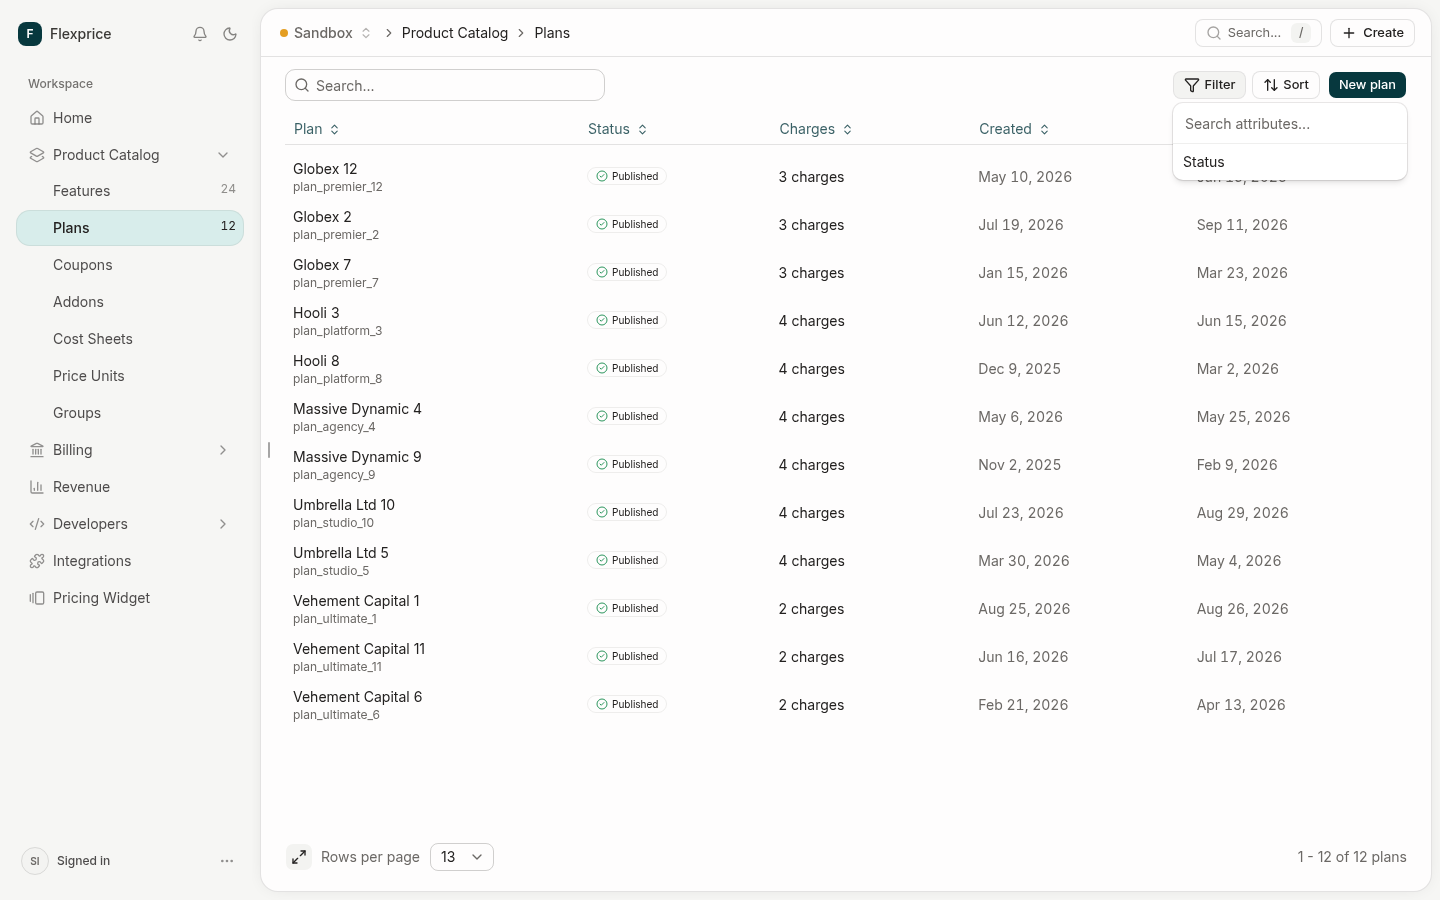 F Flexprice
Sandbox Product Catalog Plans
Search... /
Create
Workspace
Home
Product Catalog
Features 24
Plans 12
Coupons
Addons
Cost Sheets
Price Units
Groups
Billing
Revenue
Developers
Integrations
Pricing Widget
SI Signed in
Search...
Filter Sort New plan
Search attributes...
Status
Plan Status Charges Created
Globex 12
plan_premier_12
Published 3 charges May 10, 2026
Globex 2
plan_premier_2
Published 3 charges Jul 19, 2026 Sep 11, 2026
Globex 7
plan_premier_7
Published 3 charges Jan 15, 2026 Mar 23, 2026
Hooli 3
plan_platform_3
Published 4 charges Jun 12, 2026 Jun 15, 2026
Hooli 8
plan_platform_8
Published 4 charges Dec 9, 2025 Mar 2, 2026
Massive Dynamic 4
plan_agency_4
Published 4 charges May 6, 2026 May 25, 2026
Massive Dynamic 9
plan_agency_9
Published 4 charges Nov 2, 2025 Feb 9, 2026
Umbrella Ltd 10
plan_studio_10
Published 4 charges Jul 23, 2026 Aug 29, 2026
Umbrella Ltd 5
plan_studio_5
Published 4 charges Mar 30, 2026 May 4, 2026
Vehement Capital 1
plan_ultimate_1
Published 2 charges Aug 25, 2026 Aug 26, 2026
Vehement Capital 11
plan_ultimate_11
Published 2 charges Jun 16, 2026 Jul 17, 2026
Vehement Capital 6
plan_ultimate_6
Published 2 charges Feb 21, 2026 Apr 13, 2026
Rows per page 13
1 - 12 of 12 plans